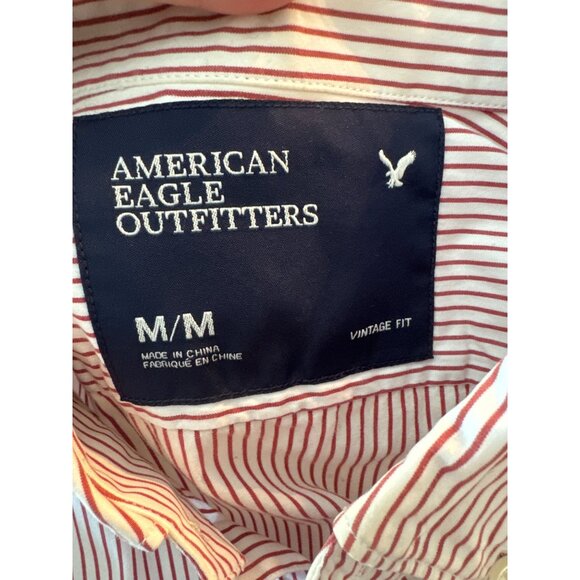 AMERICAN
EAGLE
OUTFITTERS
M/M
VINTAGE FIT
MADE IN CHINA
FABRIQUÉ EN CHINE